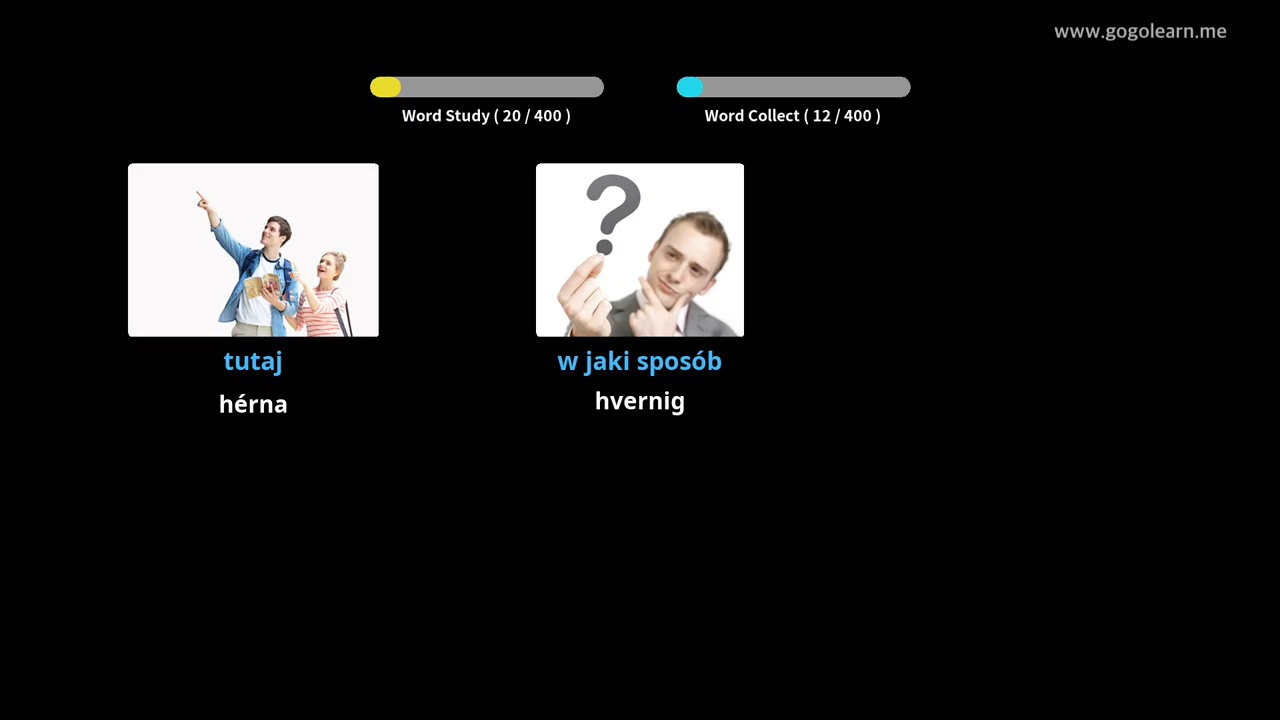 www.gogolearn.me
Word Study ( 20 / 400 )
Word Collect ( 12 / 400 )
tutaj
hérna
w jaki sposób
hvernig